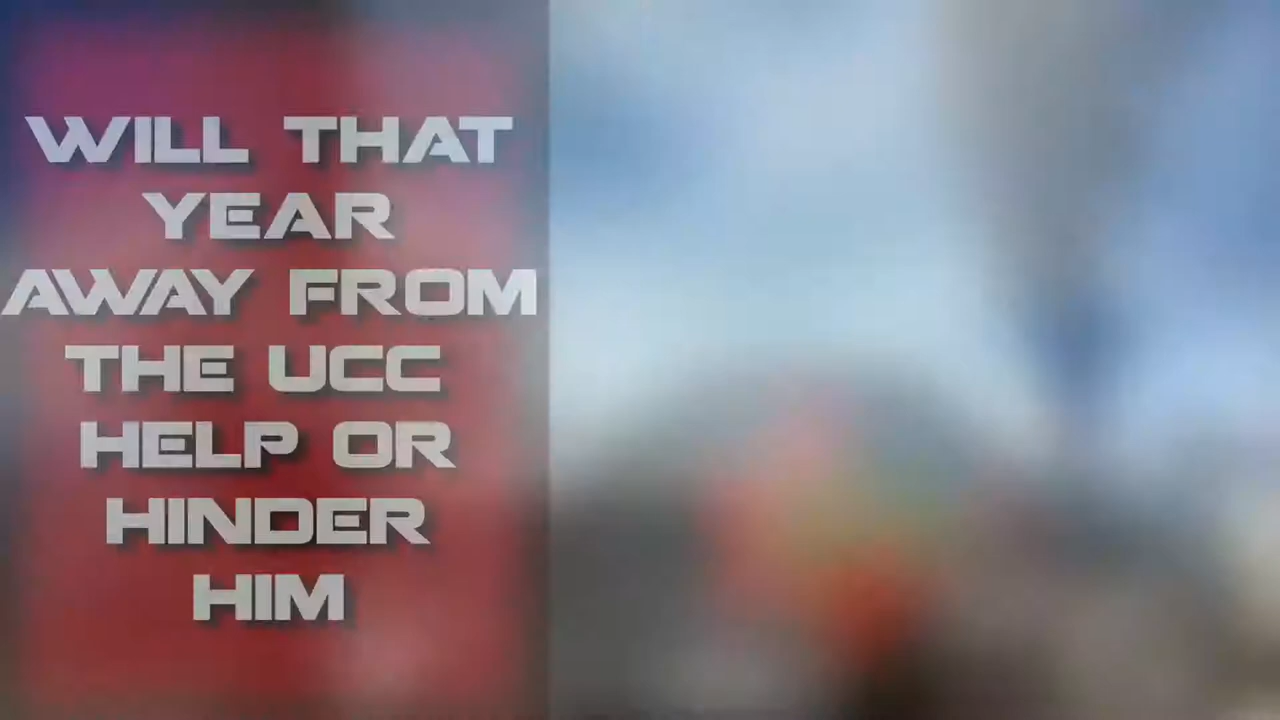 WILL THAT
YEAR
AWAY FROM
THE UCC
HELP OR
HINDER
HIM